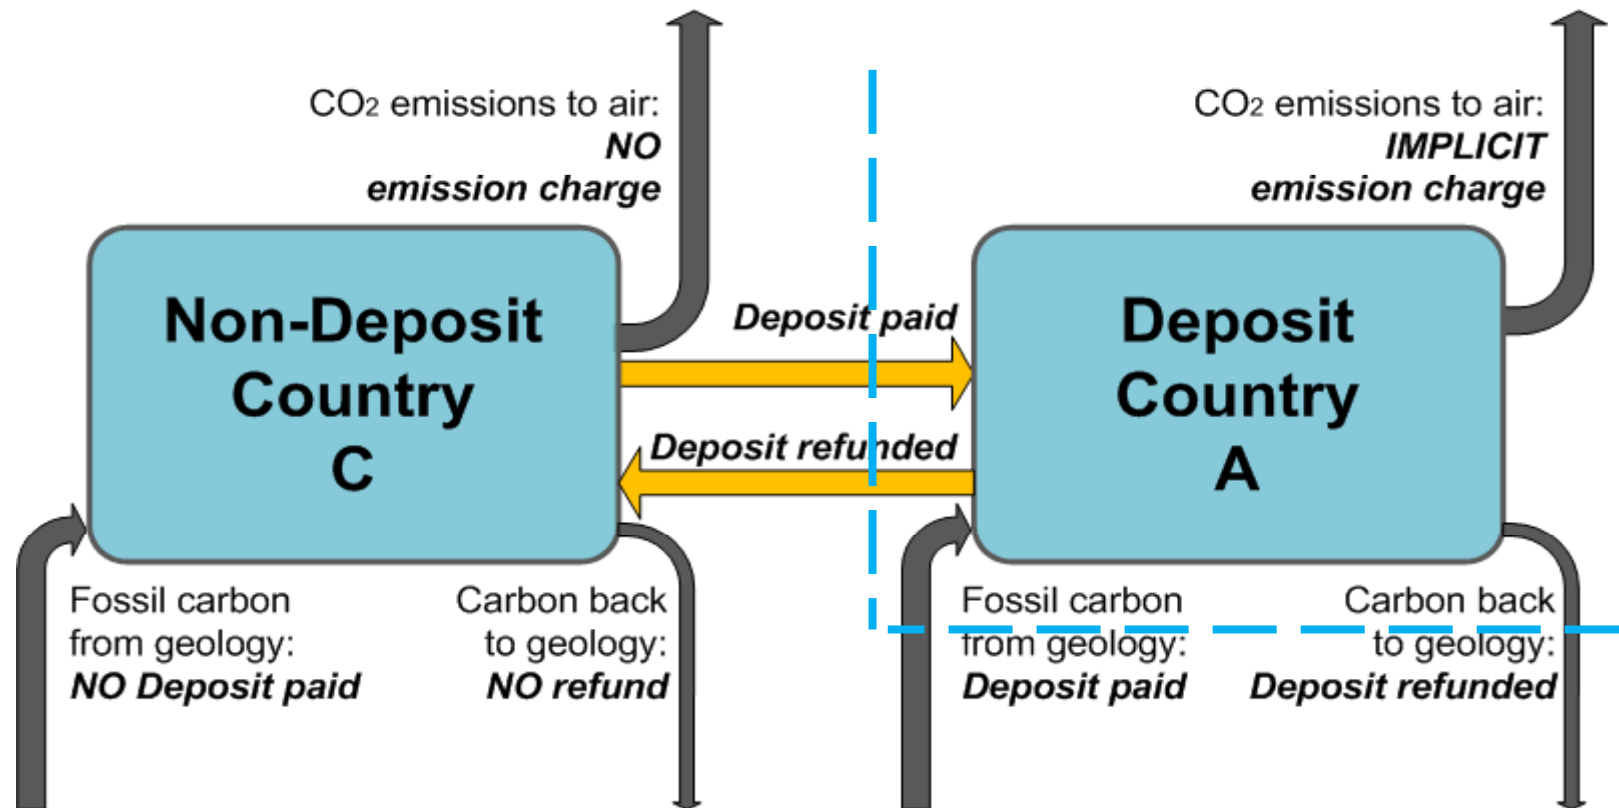 CO2 emissions to air:
NO
emission charge
CO2 emissions to air:
IMPLICIT
emission charge
Non-Deposit
Country
C
Deposit paid
Deposit refunded
Deposit
Country
A
Fossil carbon
from geology:
NO Deposit paid
Carbon back
to geology:
NO refund
Fossil carbon
from geology:
Deposit paid
Carbon back
to geology:
Deposit refunded